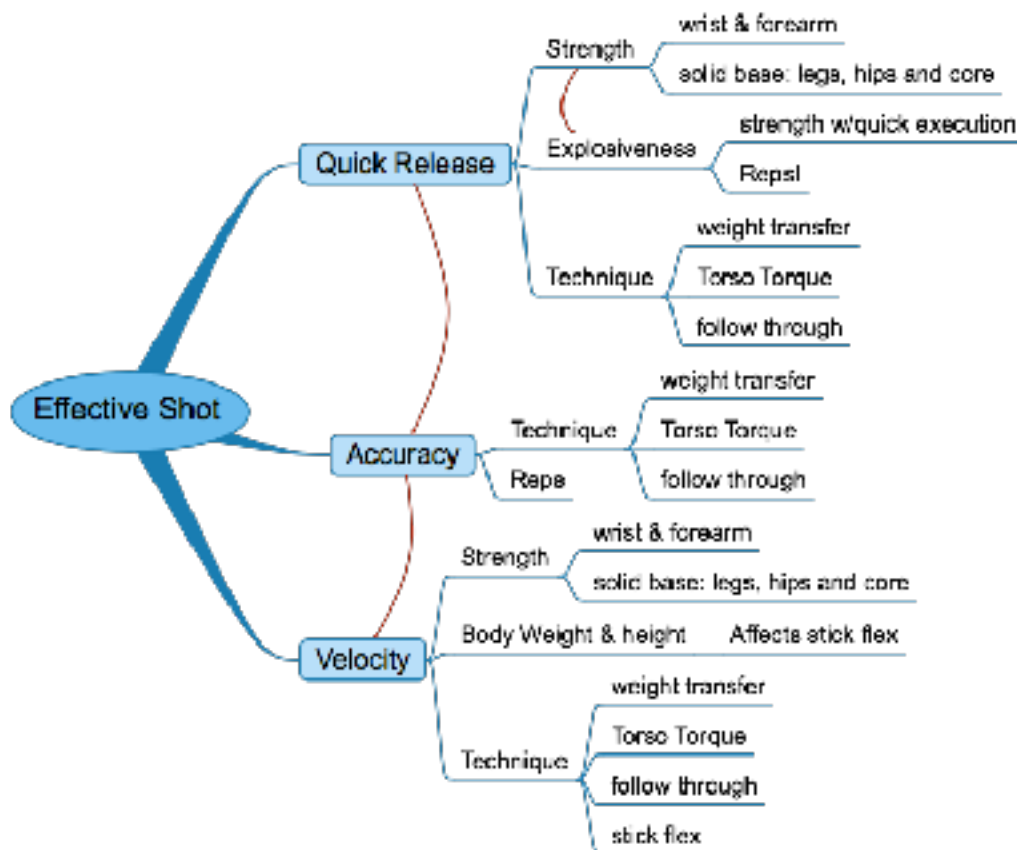 Effective Shot
Quick Release
Strength
wrist & forearm
solid base: legs, hips and core
Explosiveness
strength w/quick execution
Reps!
Technique
weight transfer
Torso Torque
follow through
Accuracy
Technique
weight transfer
Torso Torque
follow through
Reps
Velocity
Strength
wrist & forearm
solid base: legs, hips and core
Body Weight & height
Affects stick flex
Technique
weight transfer
Torso Torque
follow through
stick flex